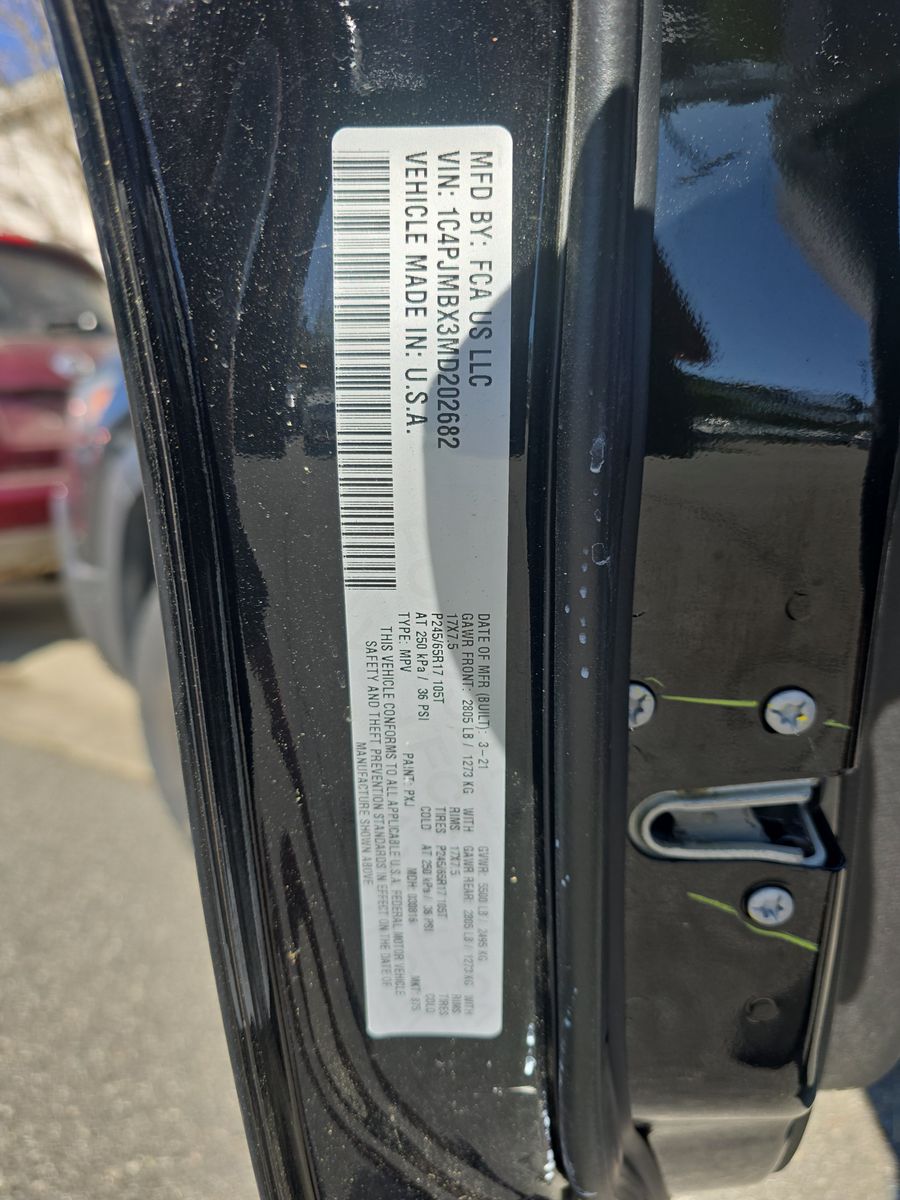 MFD BY: FCA US LLC
VIN: 1C4PJMBX3MD202682
VEHICLE MADE IN: U.S.A.
DATE OF MFR (BUILT): 3-21 GVWR: 5500 LB / 2495 KG
GAWR FRONT: 2805 LB / 1273 KG WITH GAWR REAR: 2805 LB / 1273 KG WITH
17X7.5 RIMS 17X7.5 RIMS
P245/65R17 105T TIRES P245/65R17 105T TIRES
AT 250 kPa / 36 PSI COLD AT 250 kPa / 36 PSI COLD
TYPE: MPV PAINT: PXJ MDH: 030816 MKT: 875
THIS VEHICLE CONFORMS TO ALL APPLICABLE U.S.A. FEDERAL MOTOR VEHICLE
SAFETY AND THEFT PREVENTION STANDARDS IN EFFECT ON THE DATE OF
MANUFACTURE SHOWN ABOVE